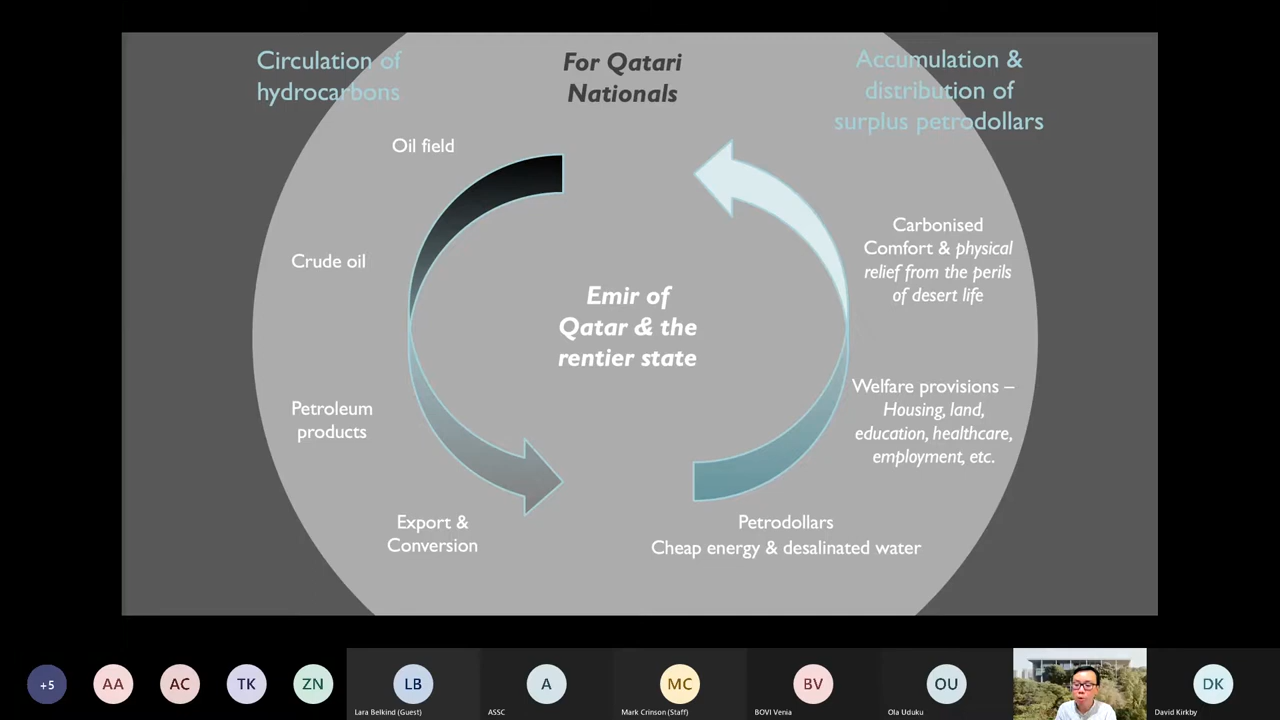 Circulation of
hydrocarbons
For Qatari
Nationals
Accumulation &
distribution of
surplus petrodollars
Oil field
Crude oil
Petroleum
products
Export &
Conversion
Emir of
Qatar & the
rentier state
Carbonised
Comfort & physical
relief from the perils
of desert life
Welfare provisions –
Housing, land,
education, healthcare,
employment, etc.
Petrodollars
Cheap energy & desalinated water
+5
AA
AC
TK
ZN
LB
Lara Belkind (Guest)
A
ASSC
MC
Mark Crinson (Staff)
BV
BOVI Venia
OU
Ola Uduku
DK
David Kirkby